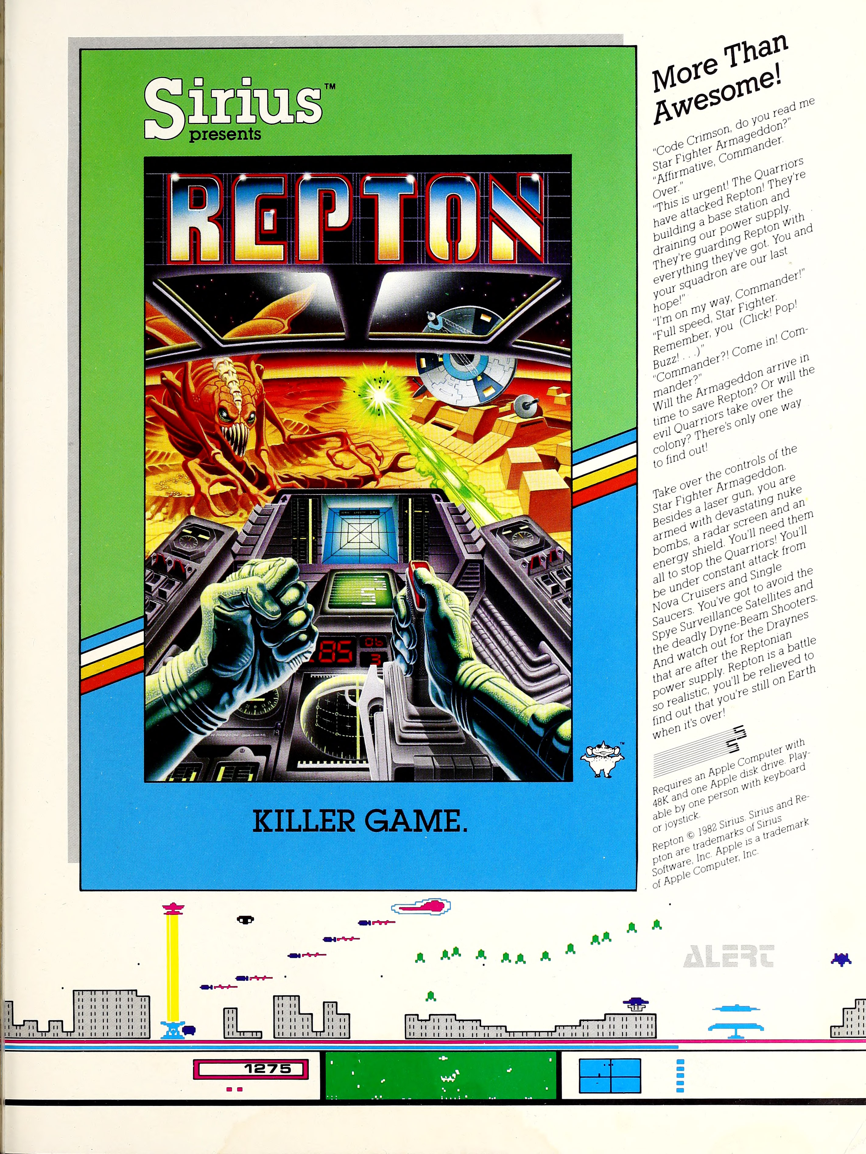 Sirius™
presents
REPTON
85
OB
3
™
KILLER GAME.
More Than
Awesome!
"Code Crimson, do you read me
Star Fighter Armageddon?"
"Affirmative, Commander.
Over."
"This is urgent! The Quarriors
have attacked Repton! They're
building a base station and
draining our power supply.
They're guarding Repton with
everything they've got. You and
your squadron are our last
hope!"
"I'm on my way, Commander!"
"Full speed, Star Fighter.
Remember, you (Click! Pop!
Buzz! . . .)"
"Commander?! Come in! Com-
mander?"
Will the Armageddon arrive in
time to save Repton? Or will the
evil Quarriors take over the
colony? There's only one way
to find out!
Take over the controls of the
Star Fighter Armageddon.
Besides a laser gun, you are
armed with devastating nuke
bombs, a radar screen and an
energy shield. You'll need them
all to stop the Quarriors! You'll
be under constant attack from
Nova Cruisers and Single
Saucers. You've got to avoid the
Spye Surveillance Satellites and
the deadly Dyne-Beam Shooters.
And watch out for the Draynes
that are after the Reptonian
power supply. Repton is a battle
so realistic, you'll be relieved to
find out that you're still on Earth
when it's over!
Requires an Apple Computer with
48K and one Apple disk drive. Play-
able by one person with keyboard
or joystick.
Repton © 1982 Sirius. Sirius and Re-
pton are trademarks of Sirius
Software, Inc. Apple is a trademark
of Apple Computer, Inc.
ALERT
1275